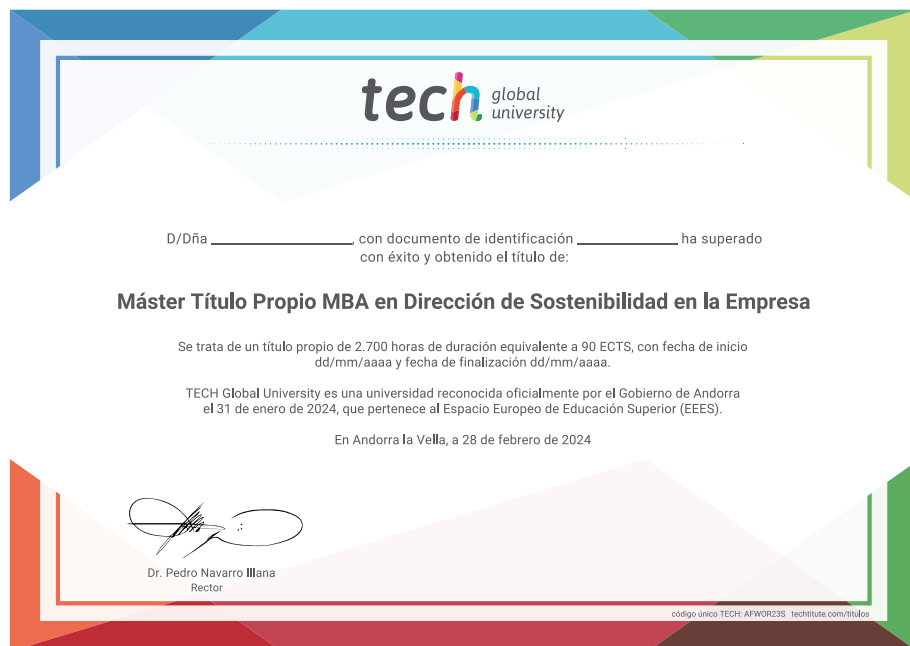 tech global
university
D/Dña ____________________, con documento de identificación ______________ ha superado
con éxito y obtenido el título de:
Máster Título Propio MBA en Dirección de Sostenibilidad en la Empresa
Se trata de un título propio de 2.700 horas de duración equivalente a 90 ECTS, con fecha de inicio
dd/mm/aaaa y fecha de finalización dd/mm/aaaa.
TECH Global University es una universidad reconocida oficialmente por el Gobierno de Andorra
el 31 de enero de 2024, que pertenece al Espacio Europeo de Educación Superior (EEES).
En Andorra la Vella, a 28 de febrero de 2024
Dr. Pedro Navarro Illana
Rector
código único TECH: AFWOR23S techtitute.com/titulos